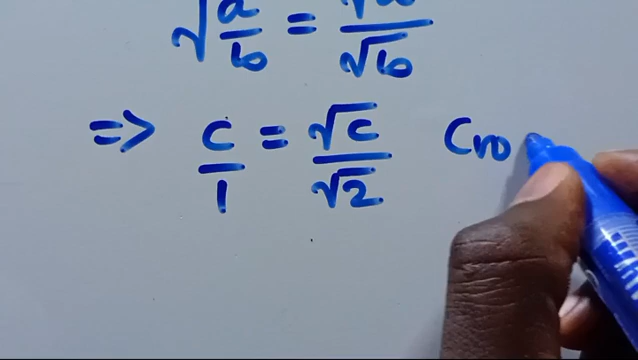 √a/b = √a/√b
=> c/1 = √c/√2 Cro